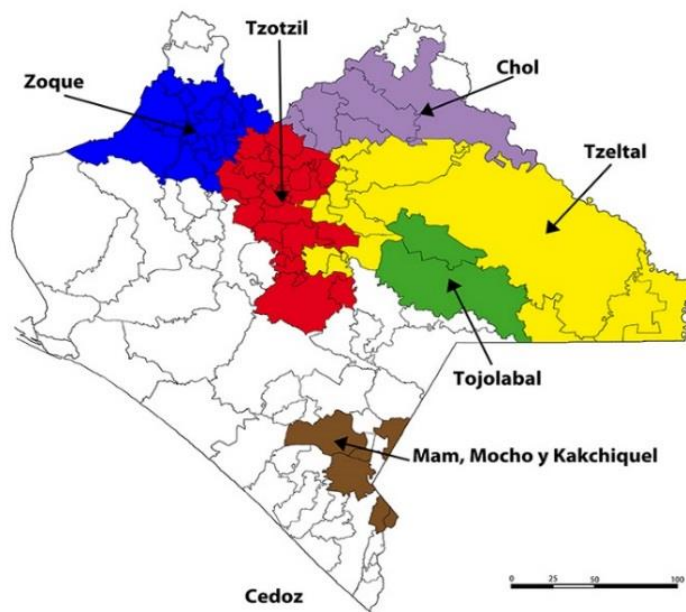 Tzotzil
Chol
Zoque
Tzeltal
Tojolabal
Mam, Mocho y Kakchiquel
Cedoz
0 25 50 100